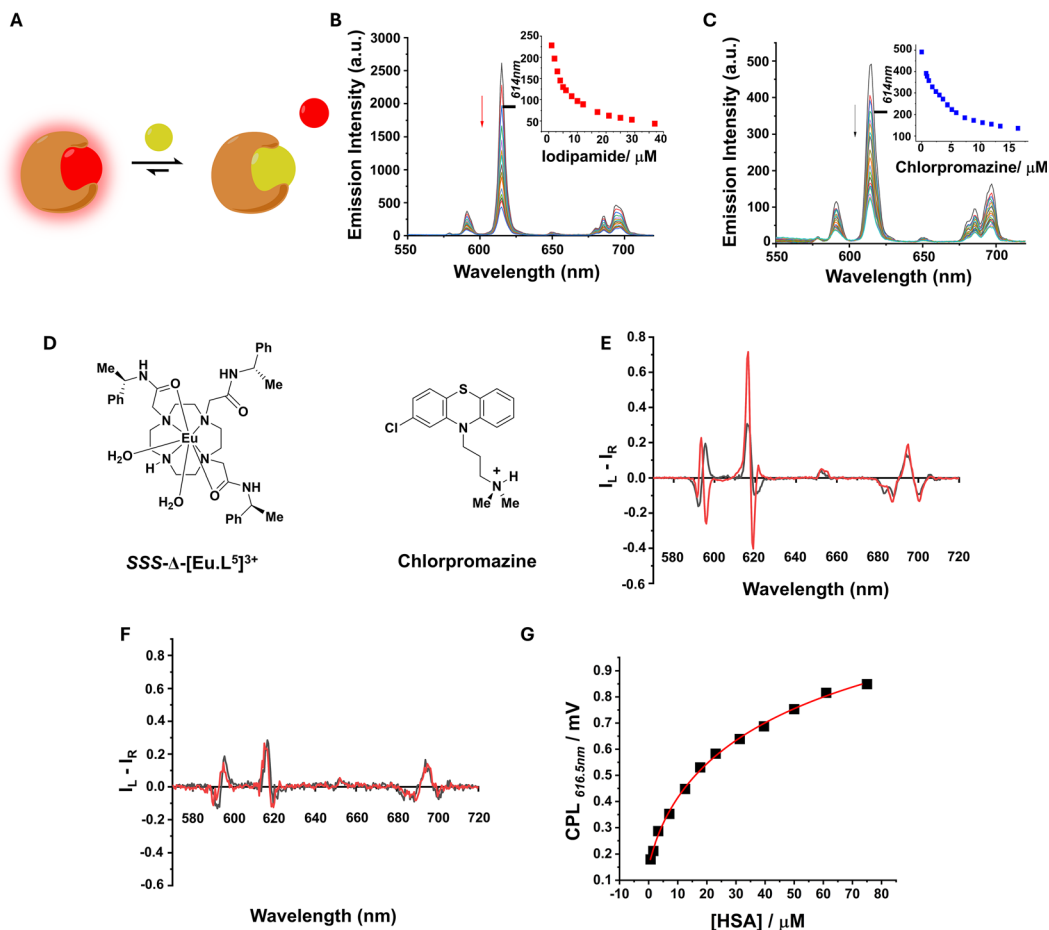 A
B
Emission Intensity (a.u.)
3000
2500
2000
1500
1000
500
0
550
600
650
700
Wavelength (nm)
I 614nm
250
200
150
100
50
0
0
10
20
30
40
Iodipamide/ μM
C
Emission Intensity (a.u.)
500
400
300
200
100
0
550
600
650
700
Wavelength (nm)
I 614nm
500
400
300
200
100
0
5
10
15
Chlorpromazine/ μM
D
Ph
Me
H
N
Ph
O
HN
Me
O
N
N
Eu
H2O
N
H
N
H2O
O
NH
Ph
Me
SSS-Δ-[Eu.L⁵]³⁺
S
Cl
N
+
N
H
Me
Me
Chlorpromazine
E
IL - IR
0.8
0.6
0.4
0.2
0.0
-0.2
-0.4
-0.6
580
600
620
640
660
680
700
720
Wavelength (nm)
F
IL - IR
0.8
0.6
0.4
0.2
0.0
-0.2
-0.4
-0.6
580
600
620
640
660
680
700
720
Wavelength (nm)
G
CPL 616.5nm / mV
0.9
0.8
0.7
0.6
0.5
0.4
0.3
0.2
0.1
-10
0
10
20
30
40
50
60
70
80
[HSA] / μM